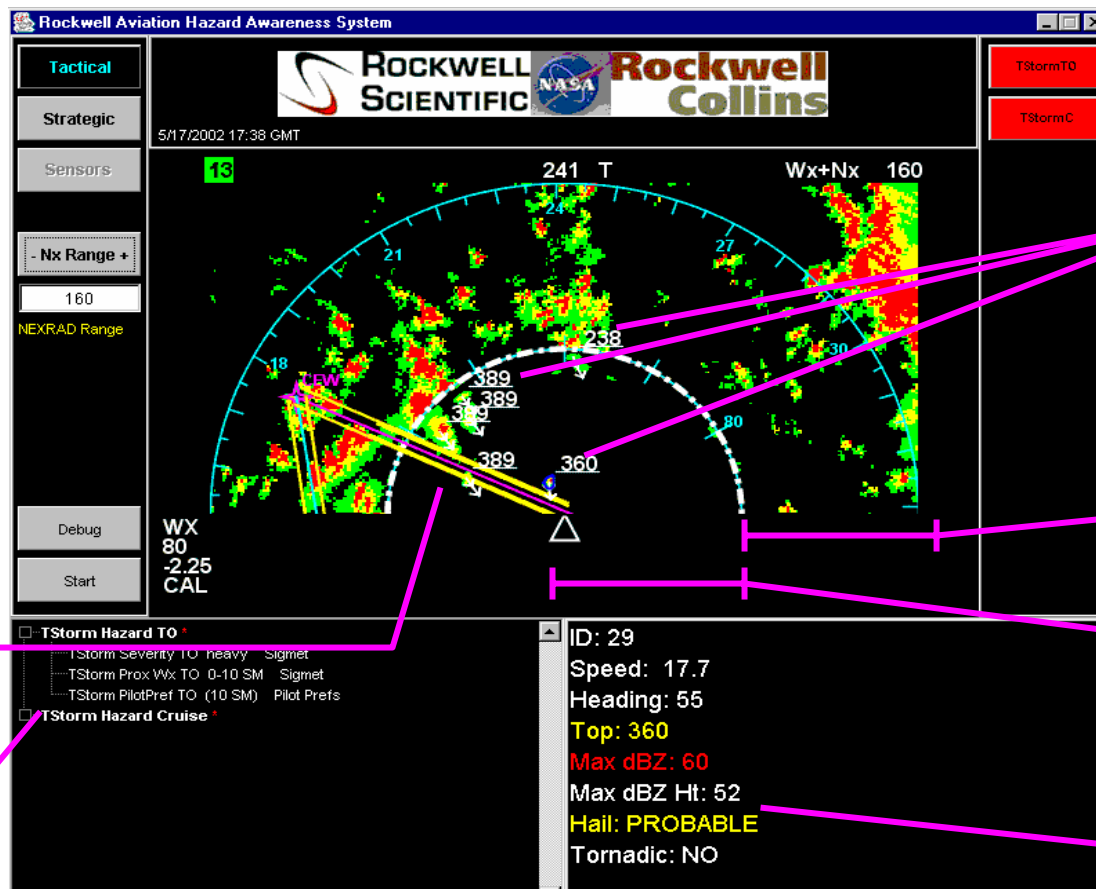 Rockwell Aviation Hazard Awareness System
Tactical
Strategic
Sensors
- Nx Range +
160
NEXRAD Range
Debug
Start
ROCKWELL
SCIENTIFIC
NASA
Rockwell
Collins
5/17/2002 17:38 GMT
TStormTO
TStormC
13
241 T
Wx+Nx 160
24
21
27
18
30
238
389
389
389
389
360
80
WX
80
-2.25
CAL
TStorm Hazard TO *
TStorm Severity TO heavy Sigmet
TStorm Prox Wx TO 0-10 SM Sigmet
TStorm PilotPref TO (10 SM) Pilot Prefs
TStorm Hazard Cruise *
ID: 29
Speed: 17.7
Heading: 55
Top: 360
Max dBZ: 60
Max dBZ Ht: 52
Hail: PROBABLE
Tornadic: NO